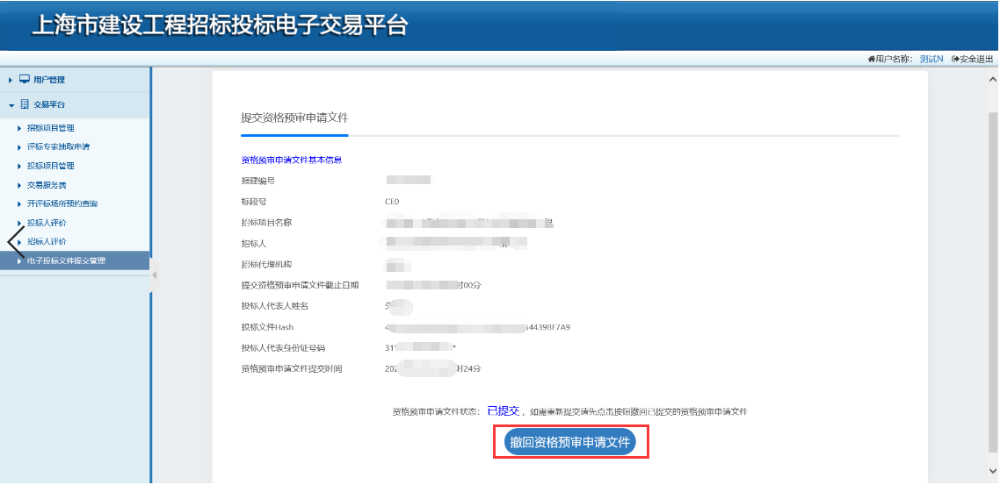 上海市建设工程招标投标电子交易平台
用户名称： 测试N 安全退出
用户管理
交易平台
招标项目管理
评标专家抽取申请
投标项目管理
交易服务费
开评标场所预约查询
投标人评价
招标人评价
电子投标文件提交管理
提交资格预审申请文件
资格预审申请文件基本信息
报建编号
标段号 CE0
招标项目名称
招标人
招标代理机构
提交资格预审申请文件截止日期 时00分
投标人代表人姓名
投标文件Hash 44439BF7A9
投标人代表身份证号码 31 *
资格预审申请文件提交时间 202 时24分
资格预审申请文件状态： 已提交 ，如需重新提交请先点击按钮撤回已提交的资格预审申请文件
撤回资格预审申请文件